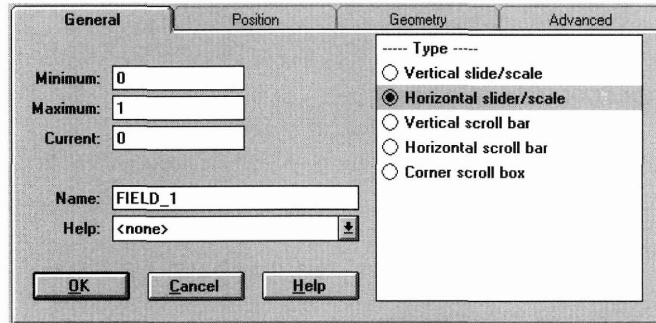 General Position Geometry Advanced
Minimum: 0
Maximum: 1
Current: 0
Name: FIELD_1
Help: <none>
OK Cancel Help
----- Type -----
Vertical slide/scale
Horizontal slider/scale
Vertical scroll bar
Horizontal scroll bar
Corner scroll box